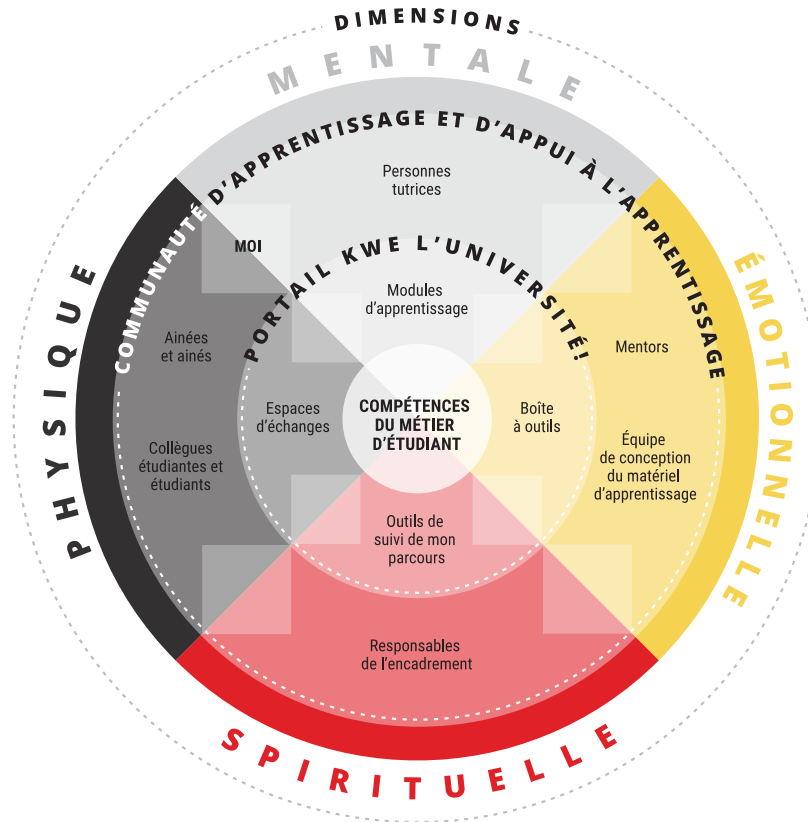 DIMENSIONS
MENTALE
COMMUNAUTÉ D'APPRENTISSAGE ET D'APPUI À L'APPRENTISSAGE
Personnes
tutrices
MOI
PORTAIL KWE L'UNIVERSITÉ!
Modules
d'apprentissage
PHYSIQUE
ÉMOTIONNELLE
Ainées
et ainés
Mentors
Espaces
d'échanges
COMPÉTENCES
DU MÉTIER
D'ÉTUDIANT
Boîte
à outils
Collègues
étudiantes et
étudiants
Équipe
de conception
du matériel
d'apprentissage
Outils de
suivi de mon
parcours
Responsables
de l'encadrement
SPIRITUELLE